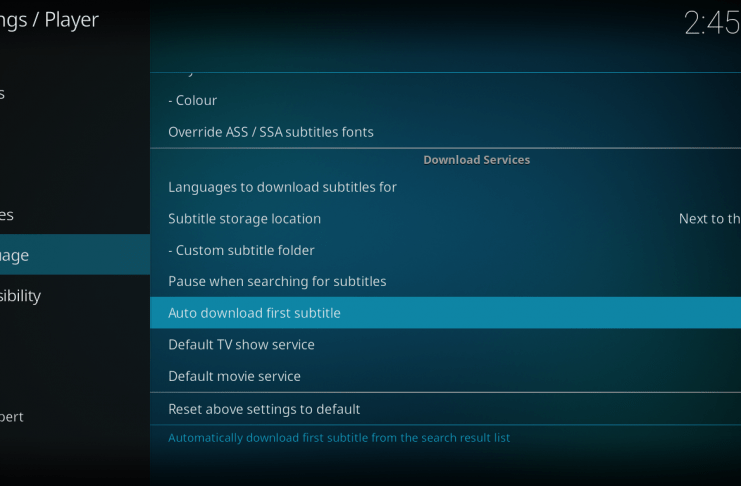 ngs / Player
2:45
s
- Colour
Override ASS / SSA subtitles fonts
Download Services
Languages to download subtitles for
es
Subtitle storage location Next to th
uage
- Custom subtitle folder
Pause when searching for subtitles
sibility
Auto download first subtitle
Default TV show service
Default movie service
Reset above settings to default
pert
Automatically download first subtitle from the search result list